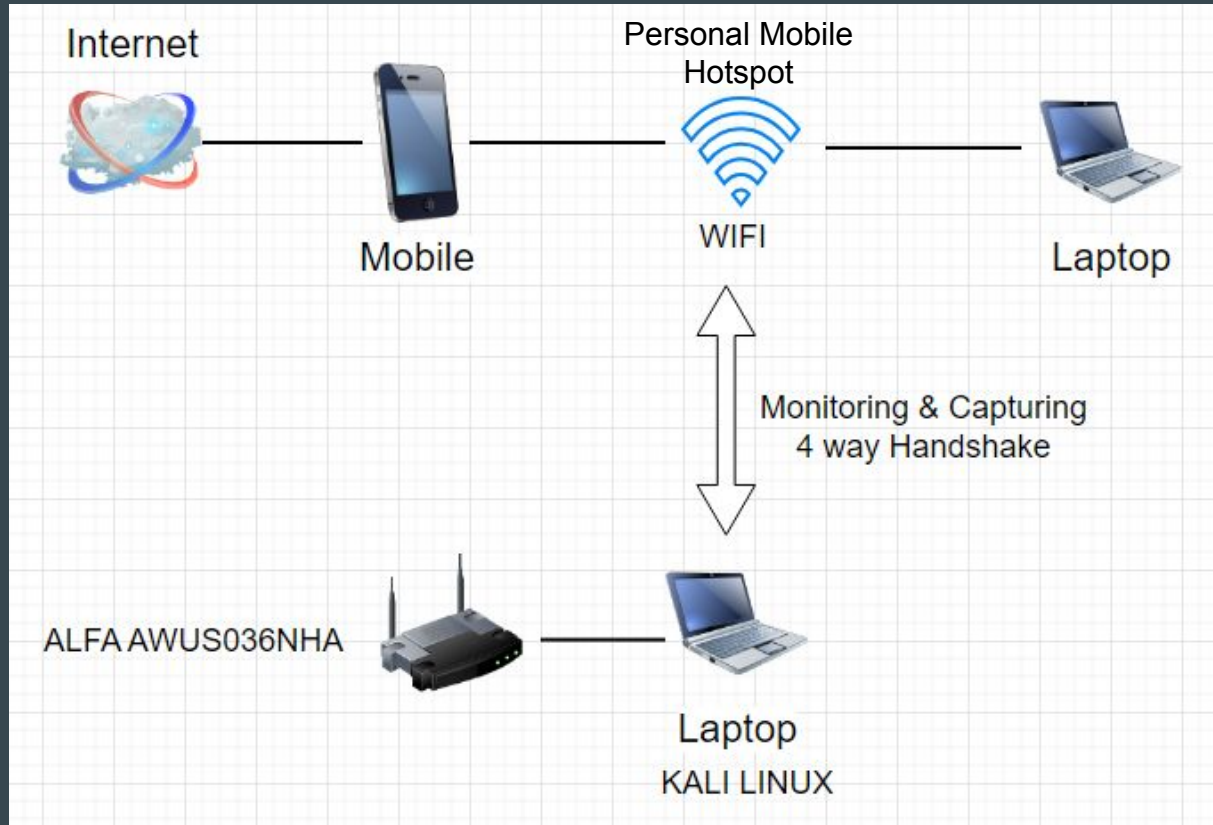 Internet
Personal Mobile
Hotspot
Mobile
WIFI
Laptop
Monitoring & Capturing
4 way Handshake
ALFA AWUS036NHA
Laptop
KALI LINUX